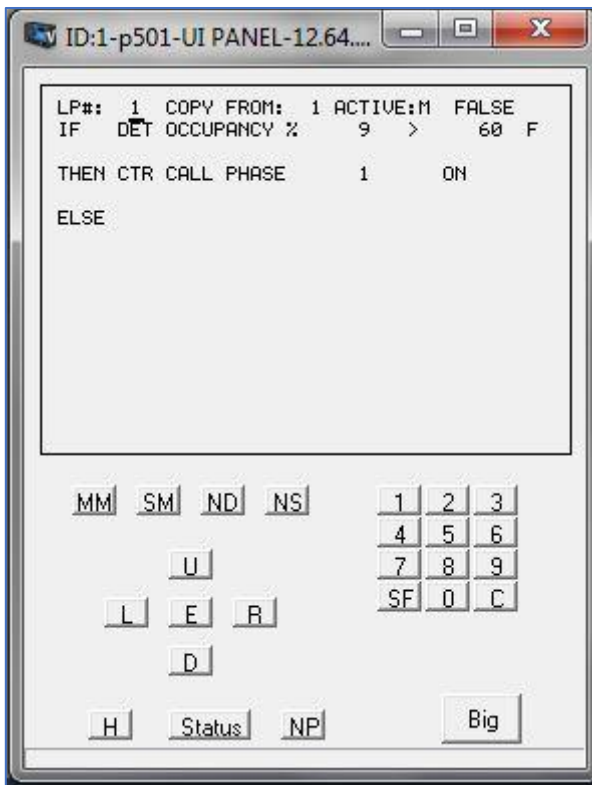 ID:1-p501-UI PANEL-12.64....
LP#: 1 COPY FROM: 1 ACTIVE:M FALSE
IF DET OCCUPANCY % 9 > 60 F
THEN CTR CALL PHASE 1 ON
ELSE
MM SM ND NS 1 2 3
4 5 6
U 7 8 9
L E R SF 0 C
D
H Status NP Big